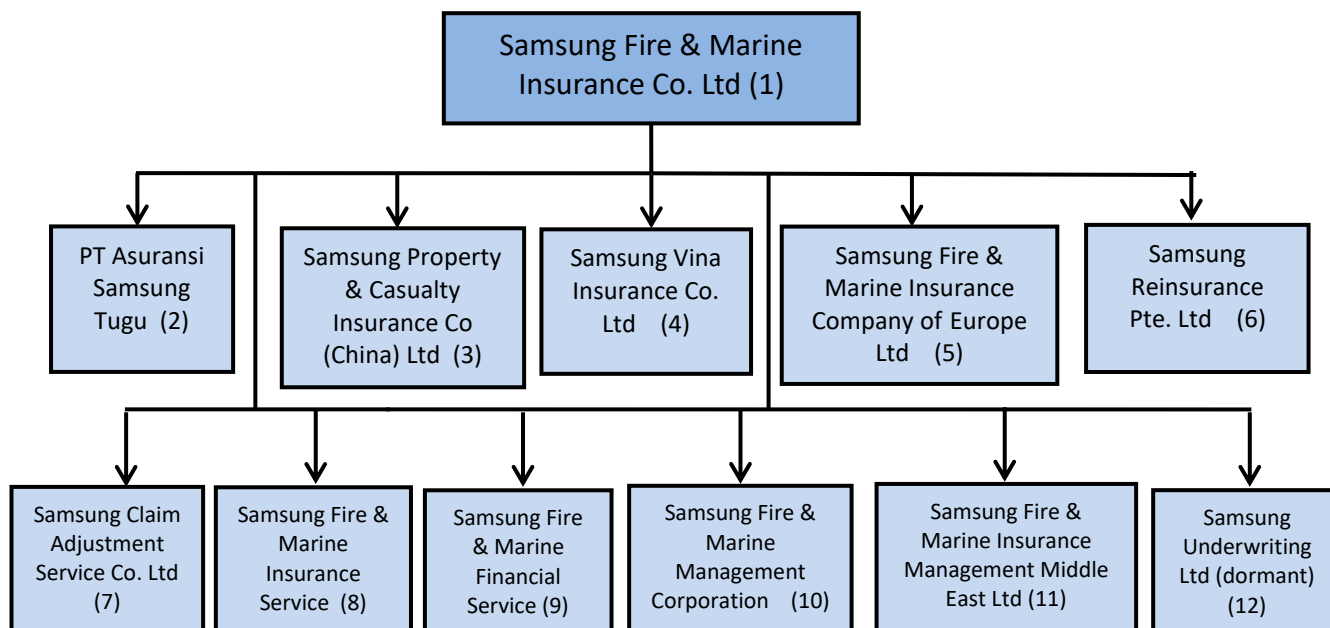 Samsung Fire & Marine
Insurance Co. Ltd (1)
PT Asuransi
Samsung
Tugu (2)
Samsung Property
& Casualty
Insurance Co
(China) Ltd (3)
Samsung Vina
Insurance Co.
Ltd (4)
Samsung Fire &
Marine Insurance
Company of Europe
Ltd (5)
Samsung
Reinsurance
Pte. Ltd (6)
Samsung Claim
Adjustment
Service Co. Ltd
(7)
Samsung Fire &
Marine
Insurance
Service (8)
Samsung Fire
& Marine
Financial
Service (9)
Samsung Fire &
Marine
Management
Corporation (10)
Samsung Fire &
Marine Insurance
Management Middle
East Ltd (11)
Samsung
Underwriting
Ltd (dormant)
(12)